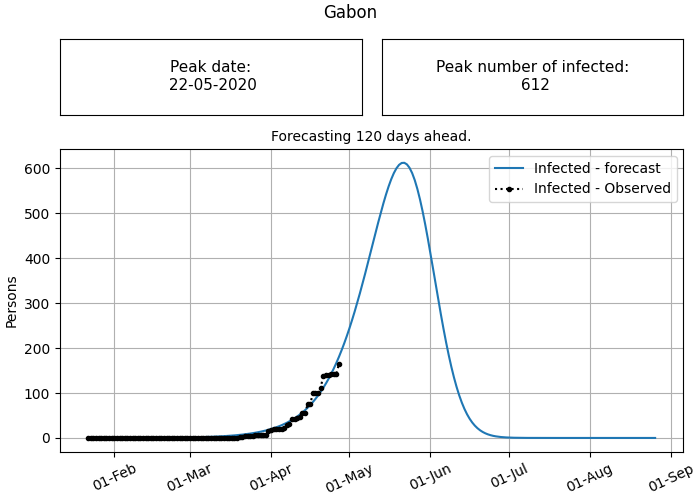 Gabon
Peak date:
22-05-2020
Peak number of infected:
612
Forecasting 120 days ahead.
Infected - forecast
Infected - Observed
Persons
600
500
400
300
200
100
0
01-Feb
01-Mar
01-Apr
01-May
01-Jun
01-Jul
01-Aug
01-Sep